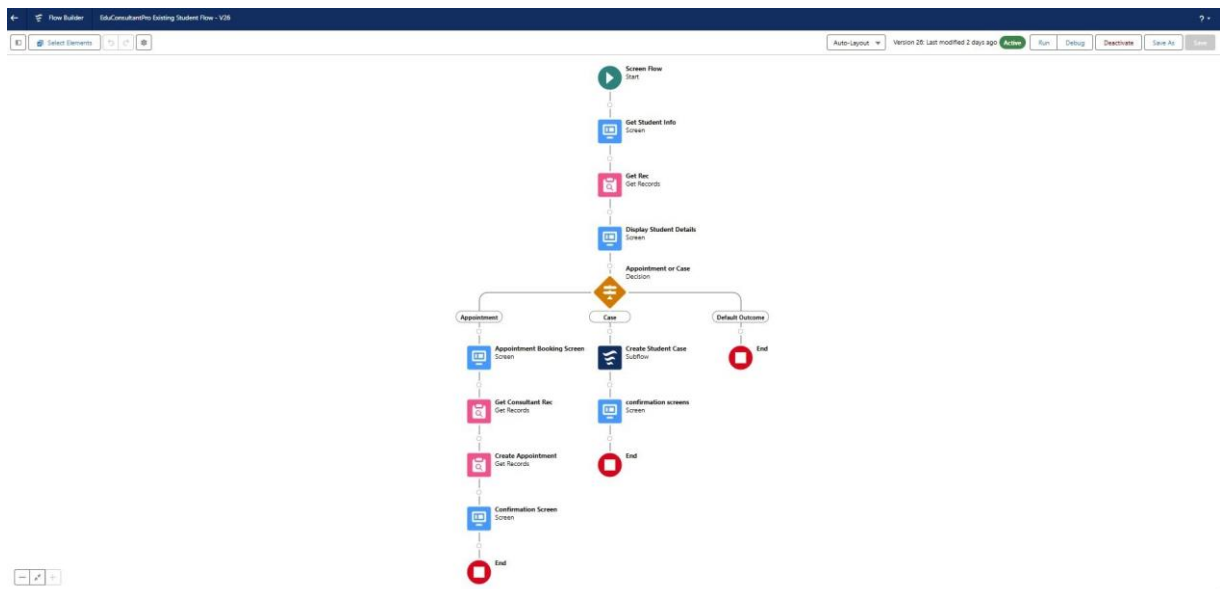 Flow Builder EduConsultantPro Existing Student Flow - V26 ?
Select Elements Auto-Layout Version 26: Last modified 2 days ago Active Run Debug Deactivate Save As Save
Screen Flow
Start
Get Student Info
Screen
Get Rec
Get Records
Display Student Details
Screen
Appointment or Case
Decision
Appointment Case Default Outcome
Appointment Booking Screen
Screen
Create Student Case
Subflow
End
Get Consultant Rec
Get Records
confirmation screens
Screen
Create Appointment
Get Records
End
Confirmation Screen
Screen
End